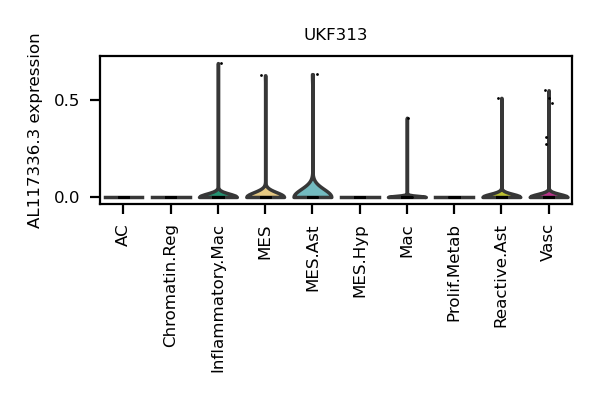 UKF313
AL117336.3 expression
0.5
0.0
AC
Chromatin.Reg
Inflammatory.Mac
MES
MES.Ast
MES.Hyp
Mac
Prolif.Metab
Reactive.Ast
Vasc